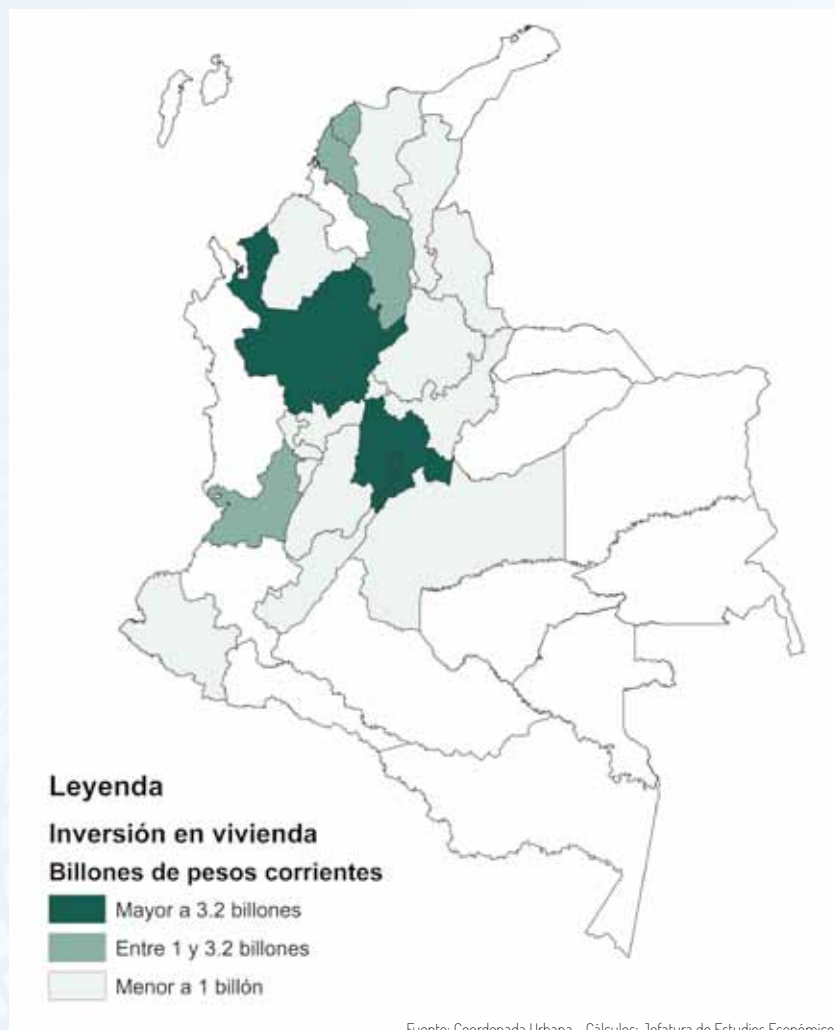 Leyenda
Inversión en vivienda
Billones de pesos corrientes
Mayor a 3.2 billones
Entre 1 y 3.2 billones
Menor a 1 billón
Fuente: Coordenada Urbana - Cálculos: Jefatura de Estudios Económicos